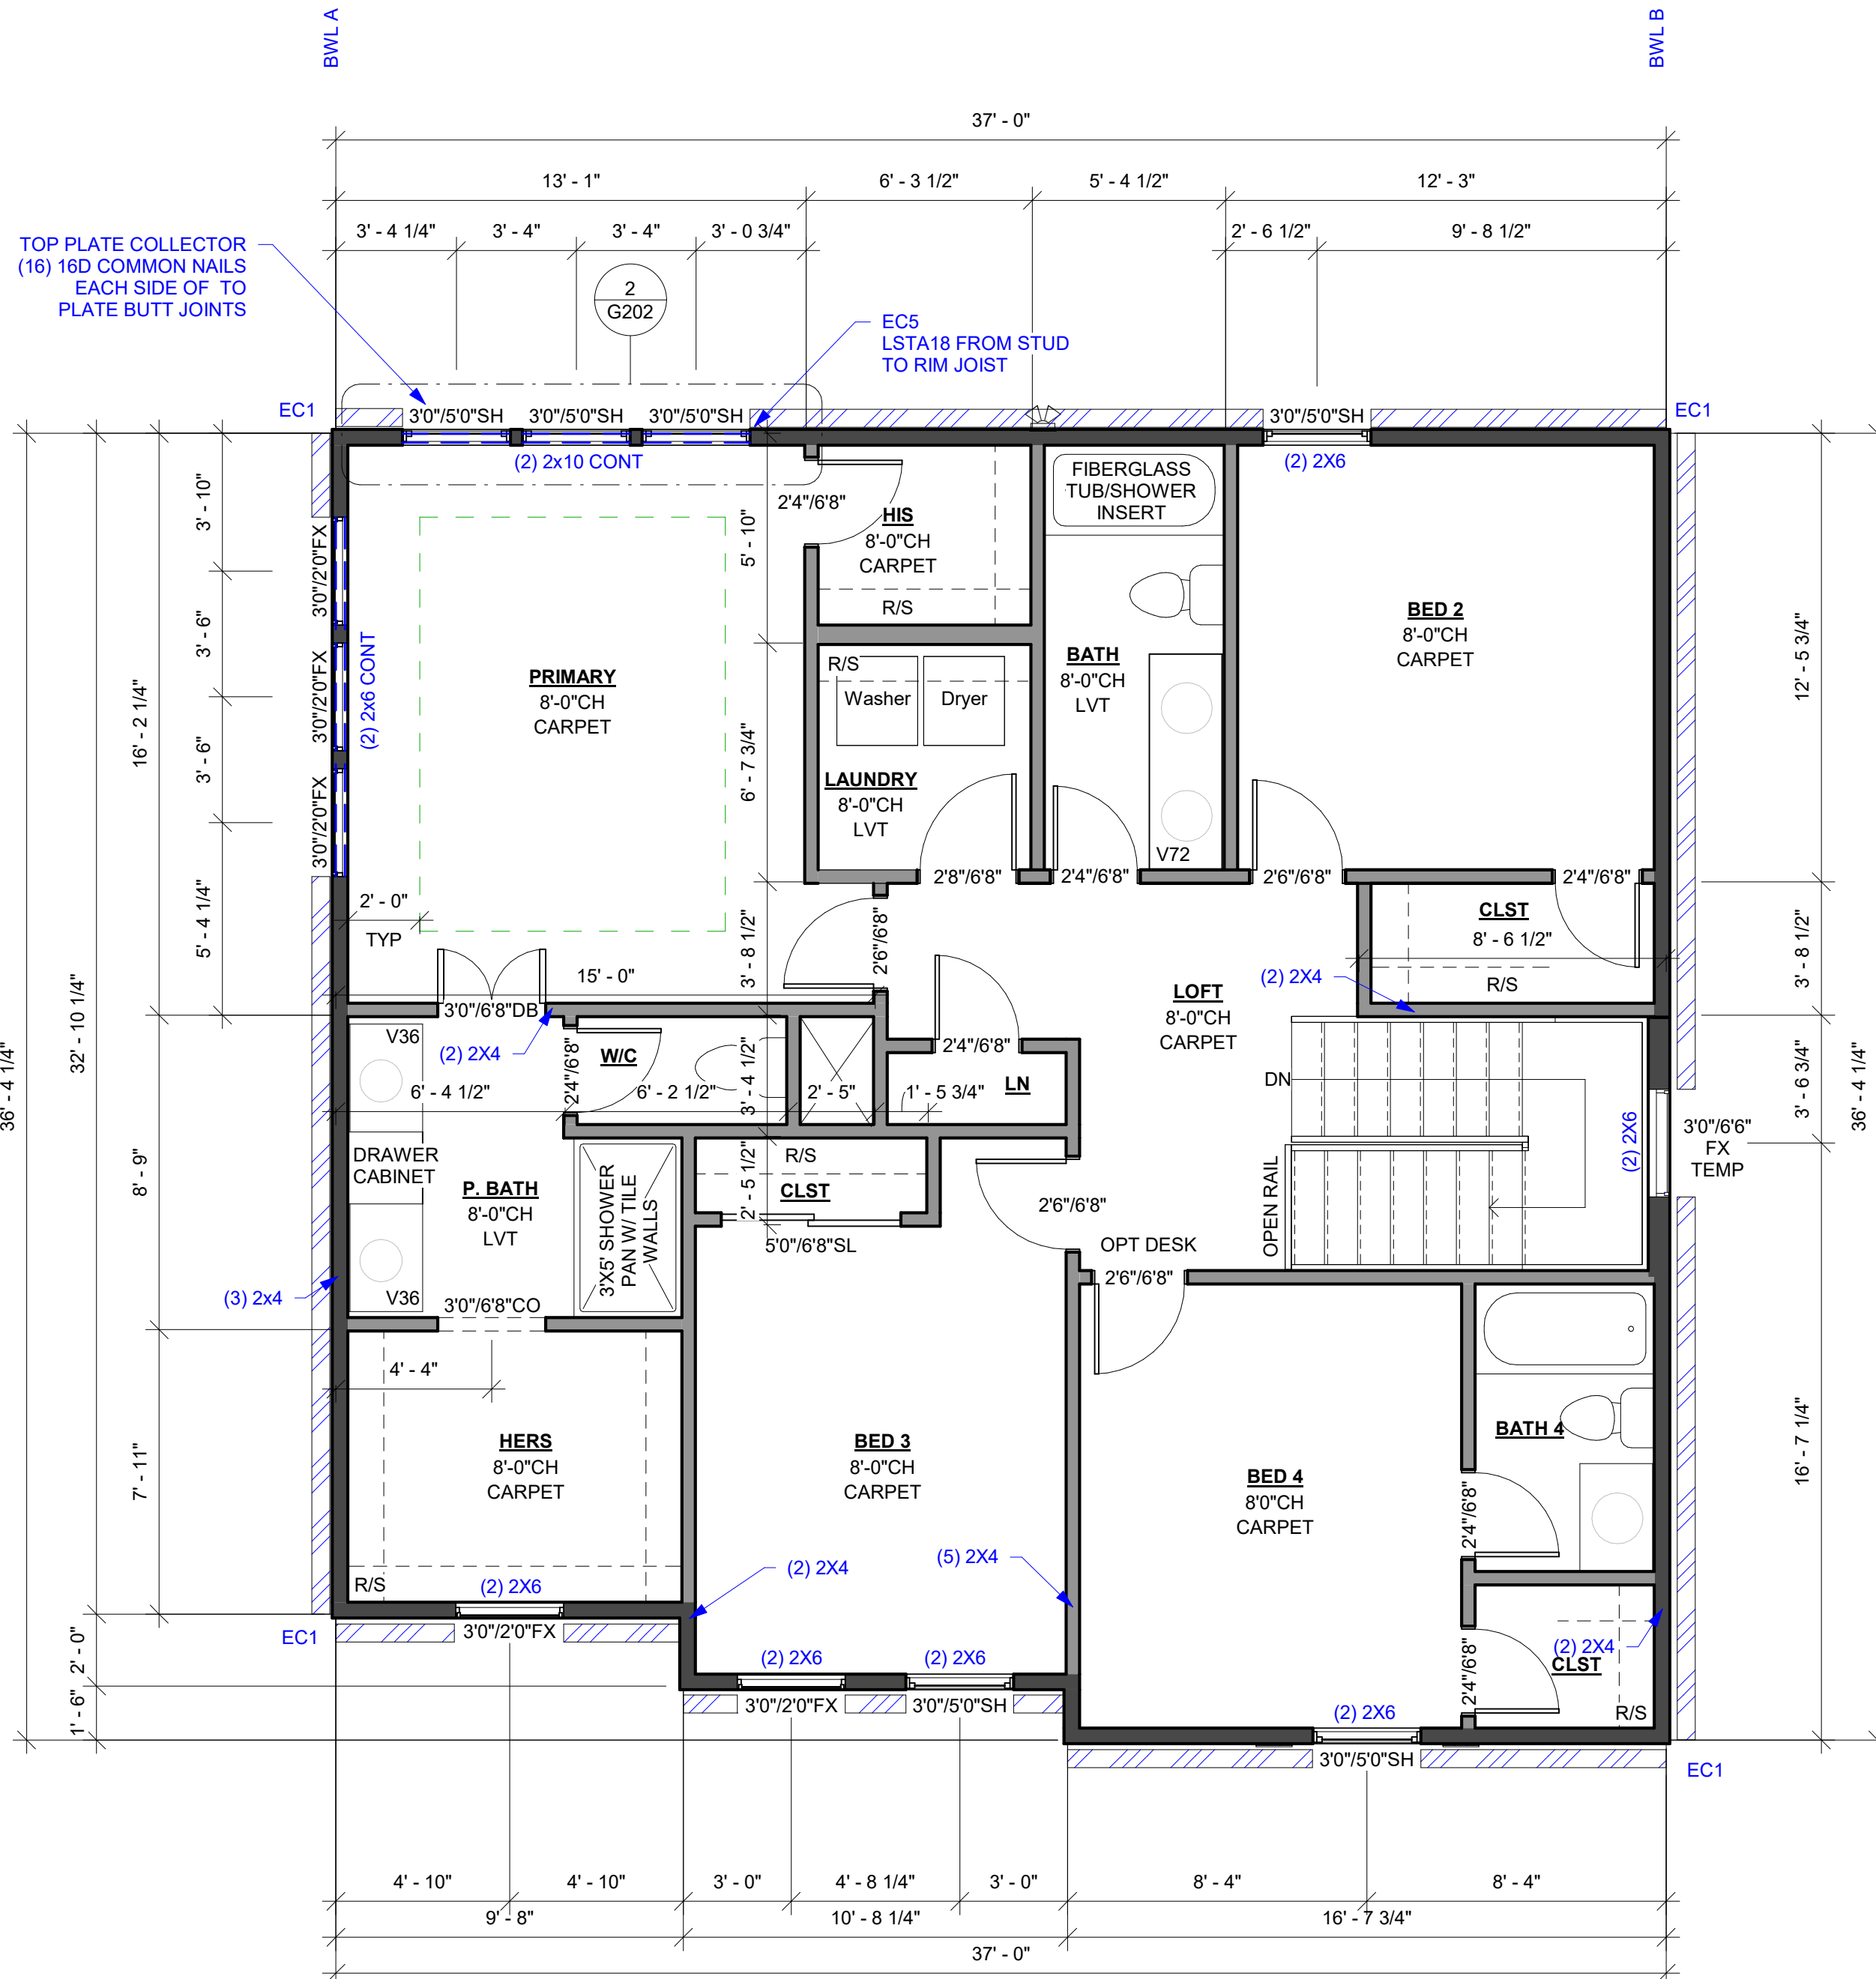 BWL A
BWL B
37' - 0"
13' - 1"
6' - 3 1/2"
5' - 4 1/2"
12' - 3"
3' - 4 1/4"
3' - 4"
3' - 4"
3' - 0 3/4"
2' - 6 1/2"
9' - 8 1/2"
TOP PLATE COLLECTOR
(16) 16D COMMON NAILS
EACH SIDE OF TO
PLATE BUTT JOINTS
2
G202
EC5
LSTA18 FROM STUD
TO RIM JOIST
EC1
3'0"/5'0"SH
3'0"/5'0"SH
3'0"/5'0"SH
3'0"/5'0"SH
EC1
(2) 2x10 CONT
(2) 2X6
FIBERGLASS
TUB/SHOWER
INSERT
2'4"/6'8"
HIS
8'-0"CH
CARPET
R/S
3' - 10"
3' - 6"
3' - 6"
5' - 4 1/4"
16' - 2 1/4"
32' - 10 1/4"
36' - 4 1/4"
8' - 9"
7' - 11"
2' - 0"
1' - 6"
3'0"/2'0"FX
3'0"/2'0"FX
3'0"/2'0"FX
(2) 2x6 CONT
5' - 10"
6' - 7 3/4"
3' - 8 1/2"
PRIMARY
8'-0"CH
CARPET
BED 2
8'-0"CH
CARPET
BATH
8'-0"CH
LVT
R/S
Washer
Dryer
LAUNDRY
8'-0"CH
LVT
V72
12' - 5 3/4"
3' - 8 1/2"
3' - 6 3/4"
36' - 4 1/4"
16' - 7 1/4"
2'8"/6'8"
2'4"/6'8"
2'6"/6'8"
2'4"/6'8"
2' - 0"
TYP
CLST
8' - 6 1/2"
R/S
(2) 2X4
2'6"/6'8"
15' - 0"
3'0"/6'8"DB
LOFT
8'-0"CH
CARPET
V36
(2) 2X4
2'4"/6'8"
W/C
6' - 4 1/2"
6' - 2 1/2"
3' - 4 1/2"
2' - 5"
1' - 5 3/4"
2'4"/6'8"
LN
DN
(2) 2X6
3'0"/6'6"
FX
TEMP
DRAWER
CABINET
P. BATH
8'-0"CH
LVT
3'X5' SHOWER
PAN W/ TILE
WALLS
R/S
CLST
2' - 5 1/2"
5'0"/6'8"SL
2'6"/6'8"
OPT DESK
OPEN RAIL
2'6"/6'8"
(3) 2x4
V36
3'0"/6'8"CO
4' - 4"
HERS
8'-0"CH
CARPET
BED 3
8'-0"CH
CARPET
BED 4
8'0"CH
CARPET
BATH 4
2'4"/6'8"
2'4"/6'8"
(2) 2X4
(5) 2X4
(2) 2X4
CLST
R/S
R/S
(2) 2X6
EC1
3'0"/2'0"FX
(2) 2X6
(2) 2X6
3'0"/2'0"FX
3'0"/5'0"SH
(2) 2X6
3'0"/5'0"SH
EC1
4' - 10"
4' - 10"
3' - 0"
4' - 8 1/4"
3' - 0"
8' - 4"
8' - 4"
9' - 8"
10' - 8 1/4"
16' - 7 3/4"
37' - 0"